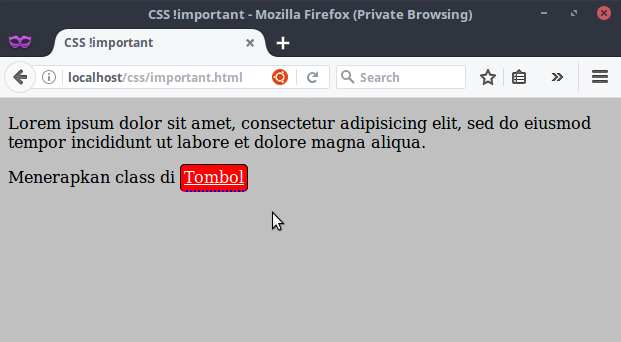 CSS !important - Mozilla Firefox (Private Browsing)
CSS !important
localhost/css/important.html
Search
Lorem ipsum dolor sit amet, consectetur adipisicing elit, sed do eiusmod
tempor incididunt ut labore et dolore magna aliqua.
Menerapkan class di Tombol